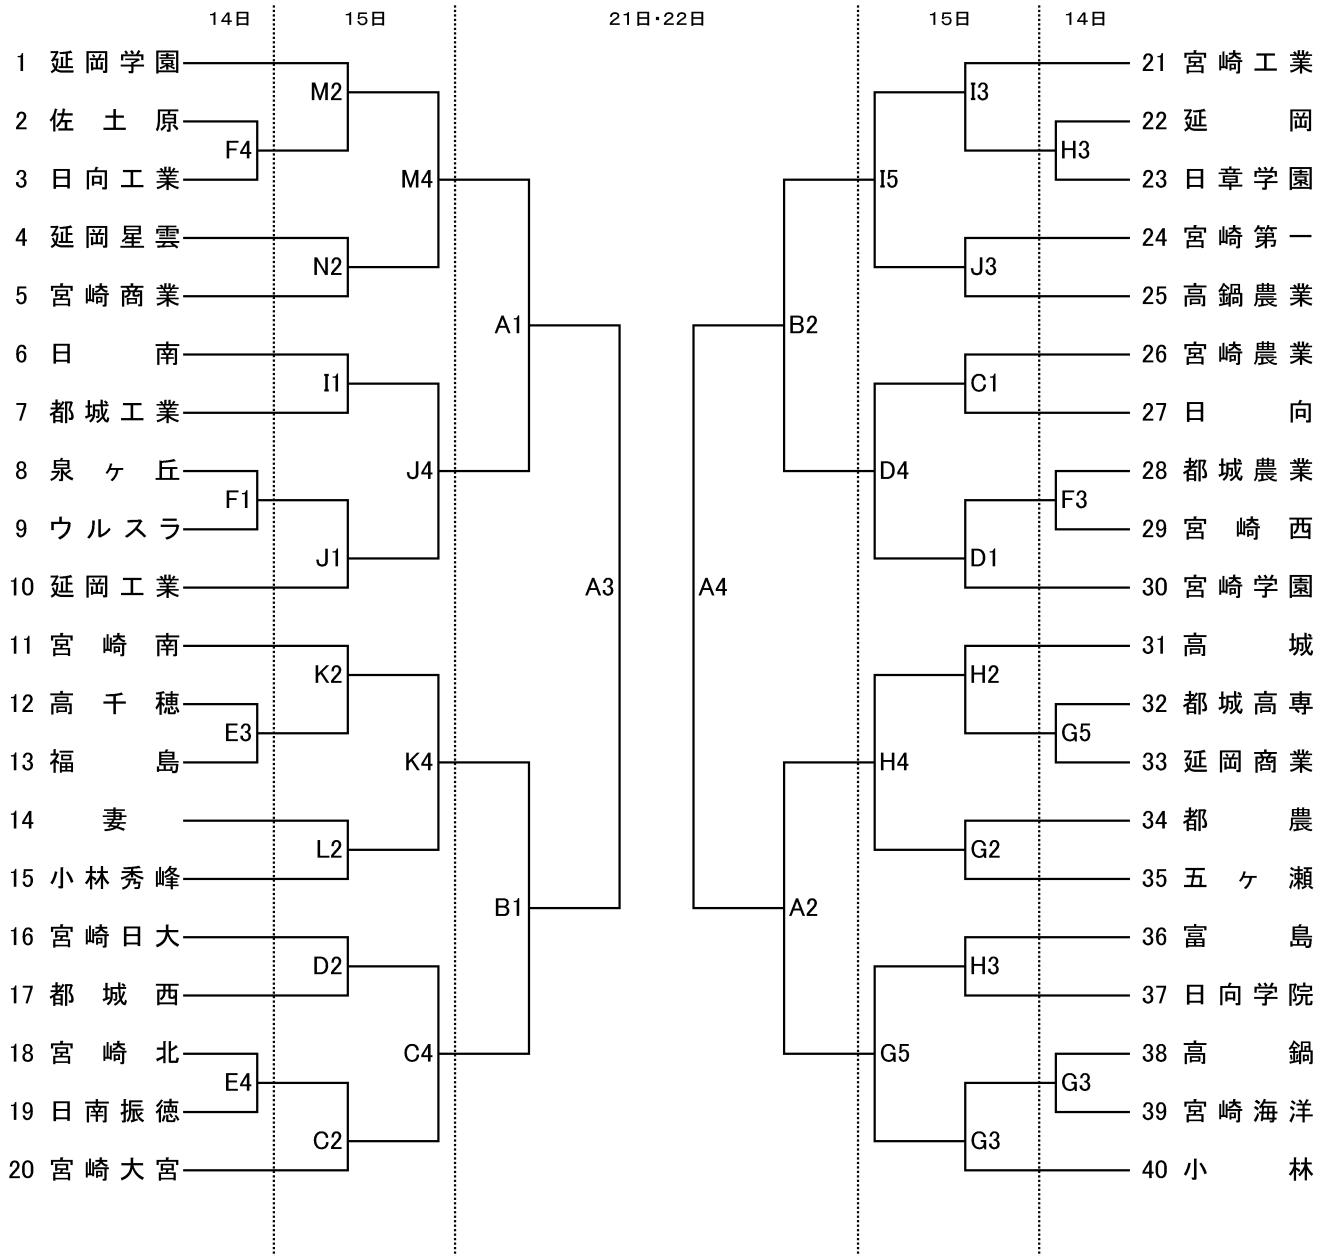 14日 15日 21日・22日 15日 14日
1 延岡学園
2 佐土原
3 日向工業
4 延岡星雲
5 宮崎商業
6 日南
7 都城工業
8 泉ヶ丘
9 ウルスラ
10 延岡工業
11 宮崎南
12 高千穂
13 福島
14 妻
15 小林秀峰
16 宮崎日大
17 都城西
18 宮崎北
19 日南振徳
20 宮崎大宮
F4
F1
E3
E4
M2
N2
I1
J1
K2
L2
D2
C2
M4
J4
K4
C4
A1
B1
A3
A4
B2
A2
I5
D4
H4
G5
I3
J3
C1
D1
H2
G2
H3
G3
H3
F3
G5
G3
21 宮崎工業
22 延岡
23 日章学園
24 宮崎第一
25 高鍋農業
26 宮崎農業
27 日向
28 都城農業
29 宮崎西
30 宮崎学園
31 高城
32 都城高専
33 延岡商業
34 都農
35 五ヶ瀬
36 富島
37 日向学院
38 高鍋
39 宮崎海洋
40 小林